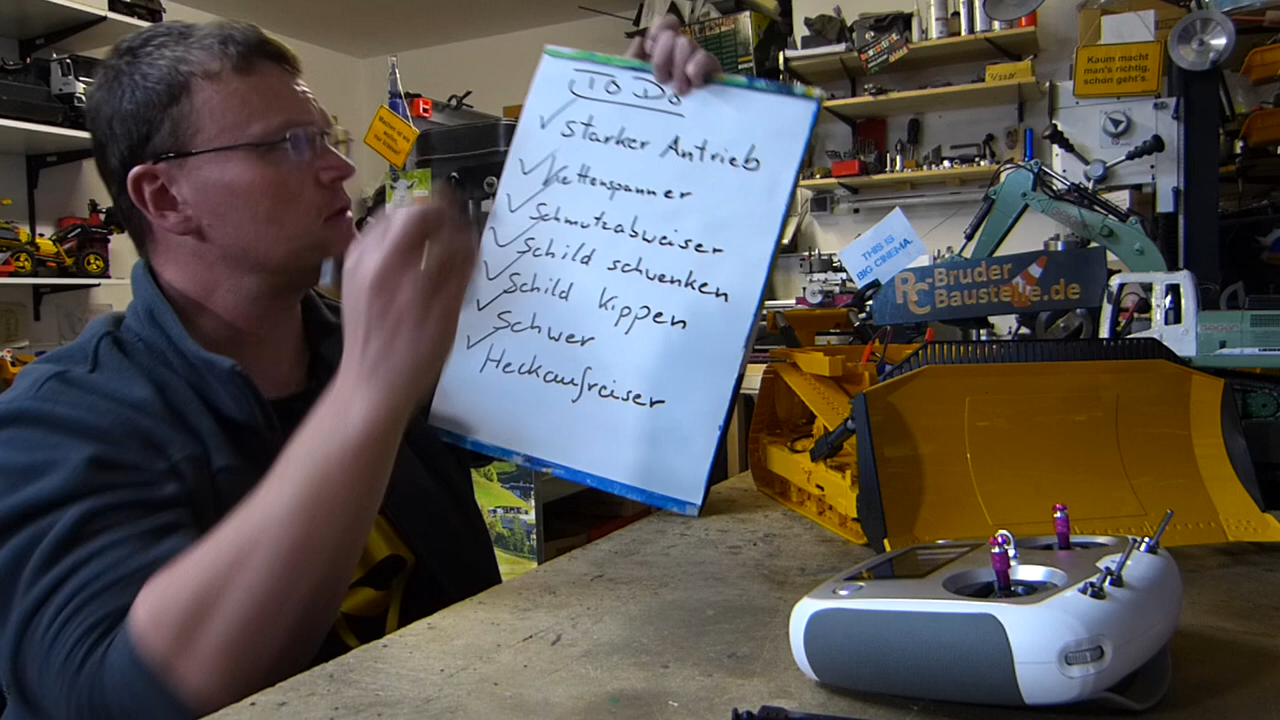 To Do
starker Antrieb
Kettenspanner
Schmutzabweiser
Schild schwenken
Schild kippen
Schwer
Heckaufreiser
Kaum macht
man's richtig,
schon geht's.
THIS IS
BIG CINEMA.
RC-Bruder
Baustelle.de